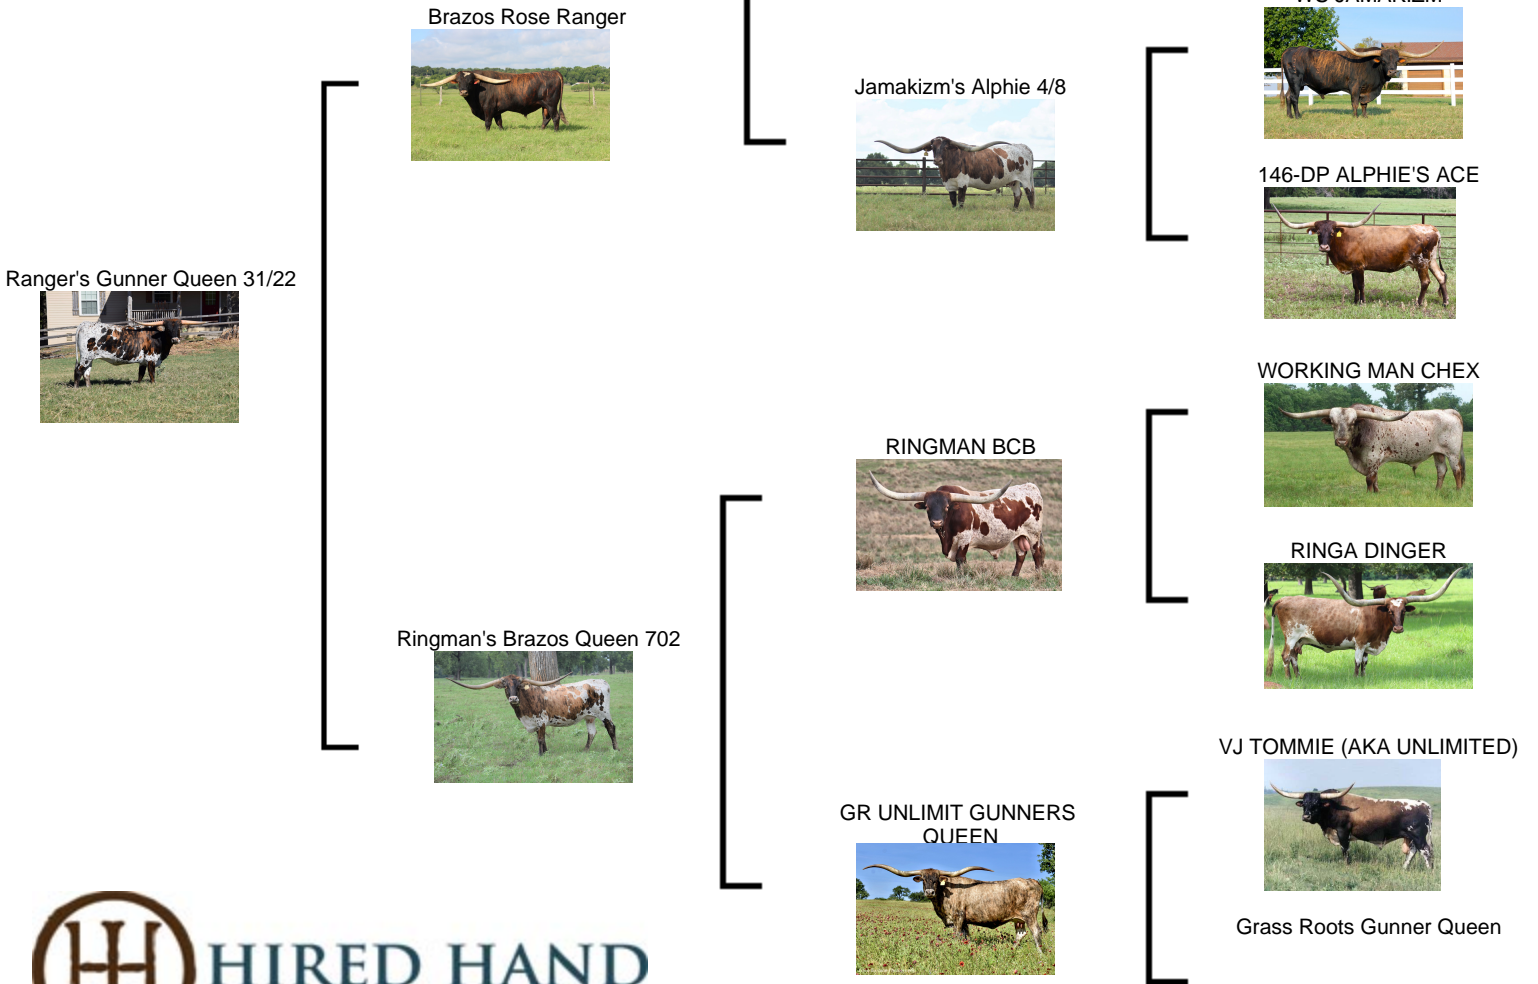 Brazos Rose Ranger
Jamakizm's Alphie 4/8
146-DP ALPHIE'S ACE
Ranger's Gunner Queen 31/22
WORKING MAN CHEX
RINGMAN BCB
RINGA DINGER
Ringman's Brazos Queen 702
VJ TOMMIE (AKA UNLIMITED)
GR UNLIMIT GUNNERS
QUEEN
Grass Roots Gunner Queen
HIRED HAND